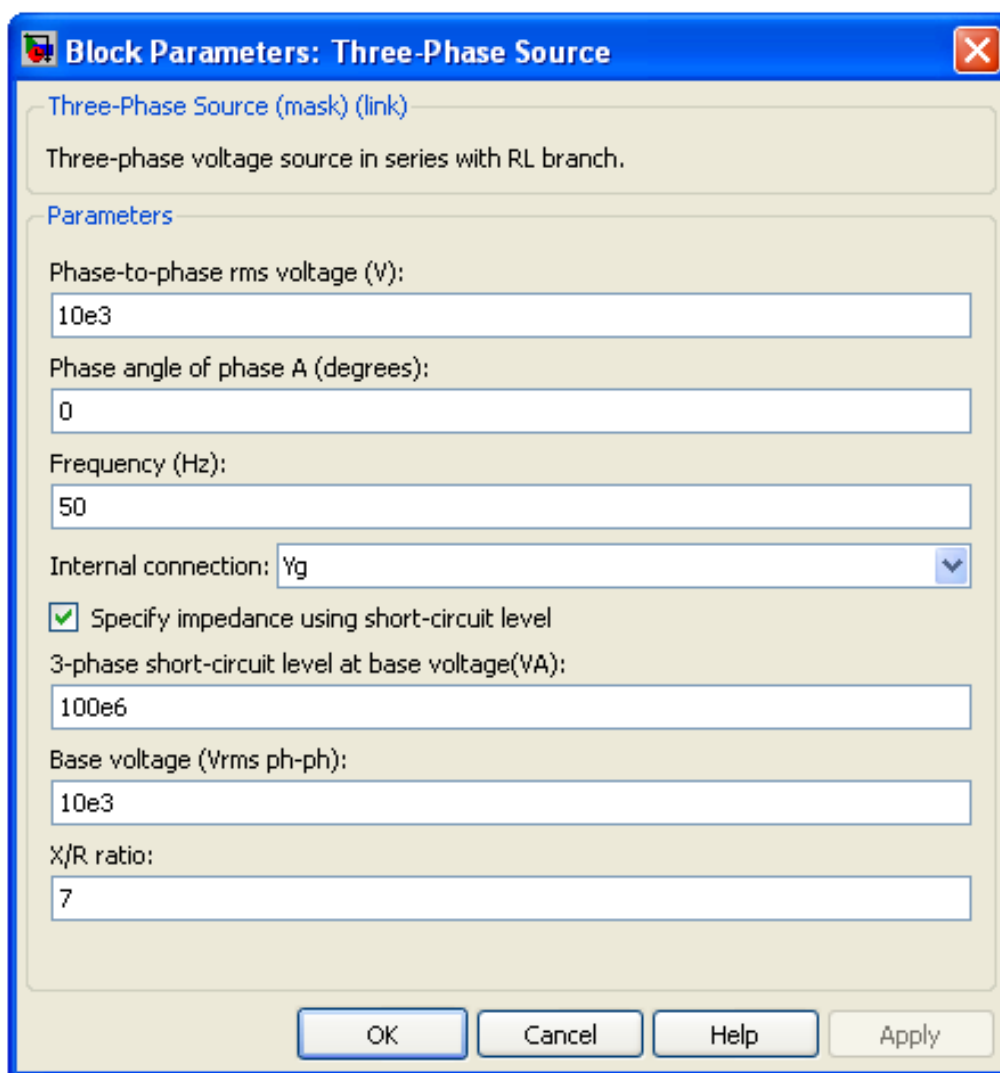 Block Parameters: Three-Phase Source
Three-Phase Source (mask) (link)
Three-phase voltage source in series with RL branch.
Parameters
Phase-to-phase rms voltage (V):
10e3
Phase angle of phase A (degrees):
0
Frequency (Hz):
50
Internal connection: Yg
Specify impedance using short-circuit level
3-phase short-circuit level at base voltage(VA):
100e6
Base voltage (Vrms ph-ph):
10e3
X/R ratio:
7
OK Cancel Help Apply